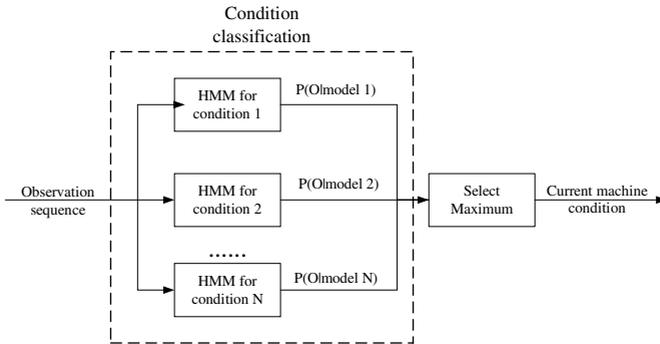 Condition
classification
HMM for
condition 1
P(O|model 1)
Observation
sequence
HMM for
condition 2
P(O|model 2)
Select
Maximum
Current machine
condition
......
HMM for
condition N
P(O|model N)